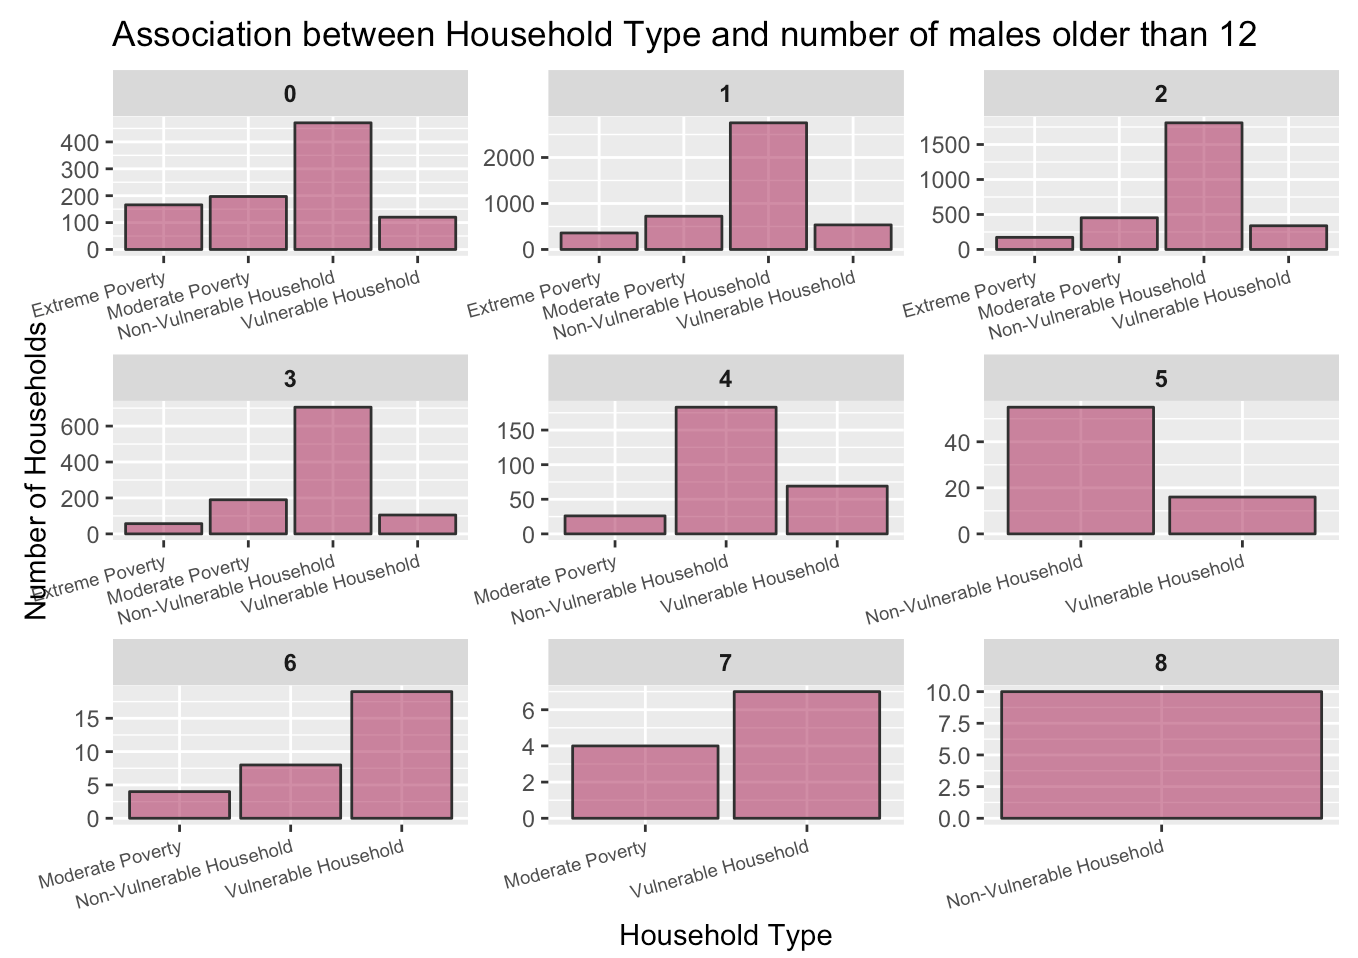 Association between Household Type and number of males older than 12
Number of Households
0
400
300
200
100
0
Extreme Poverty
Moderate Poverty
Non-Vulnerable Household
Vulnerable Household
1
2000
1000
0
Extreme Poverty
Moderate Poverty
Non-Vulnerable Household
Vulnerable Household
2
1500
1000
500
0
Extreme Poverty
Moderate Poverty
Non-Vulnerable Household
Vulnerable Household
3
600
400
200
0
Extreme Poverty
Moderate Poverty
Non-Vulnerable Household
Vulnerable Household
4
150
100
50
0
Moderate Poverty
Non-Vulnerable Household
Vulnerable Household
5
40
20
0
Non-Vulnerable Household
Vulnerable Household
6
15
10
5
0
Moderate Poverty
Non-Vulnerable Household
Vulnerable Household
7
6
4
2
0
Moderate Poverty
Vulnerable Household
8
10.0
7.5
5.0
2.5
0.0
Non-Vulnerable Household
Household Type